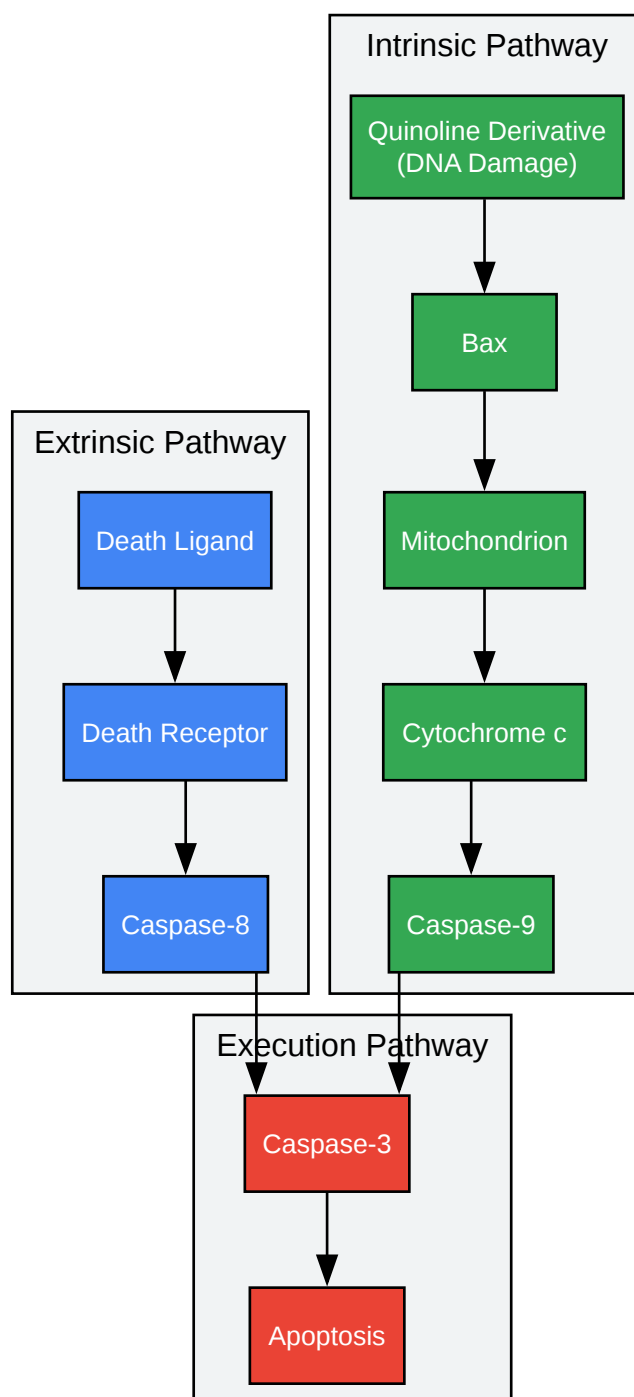 Intrinsic Pathway
Quinoline Derivative
(DNA Damage)
Bax
Mitochondrion
Cytochrome c
Caspase-9
Extrinsic Pathway
Death Ligand
Death Receptor
Caspase-8
Execution Pathway
Caspase-3
Apoptosis